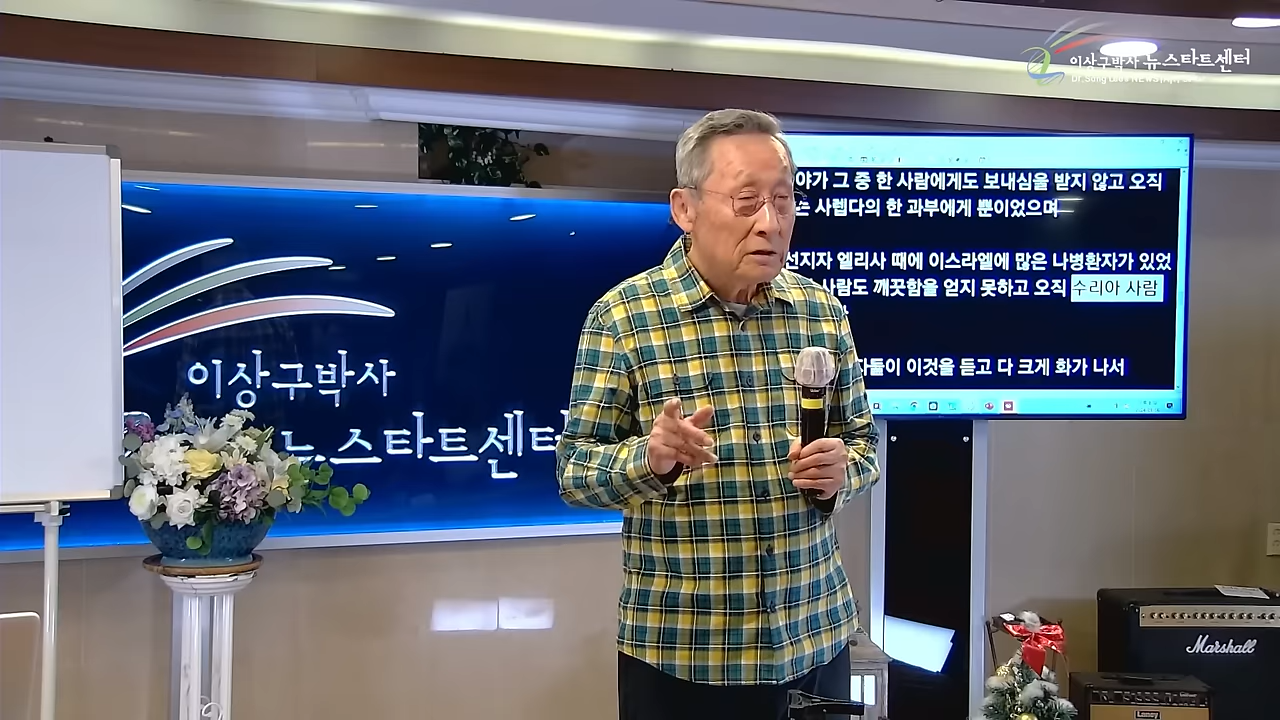 이상구박사 뉴스타트센터
야가 그 중 한 사람에게도 보내심을 받지 않고 오직
사렙다의 한 과부에게 뿐이었으며
선지자 엘리사 때에 이스라엘에 많은 나병환자가 있었
사람도 깨끗함을 얻지 못하고 오직 수리아 사람
자들이 이것을 듣고 다 크게 화가 나서
이상구박사
뉴스타트센터
Marshall
Laney